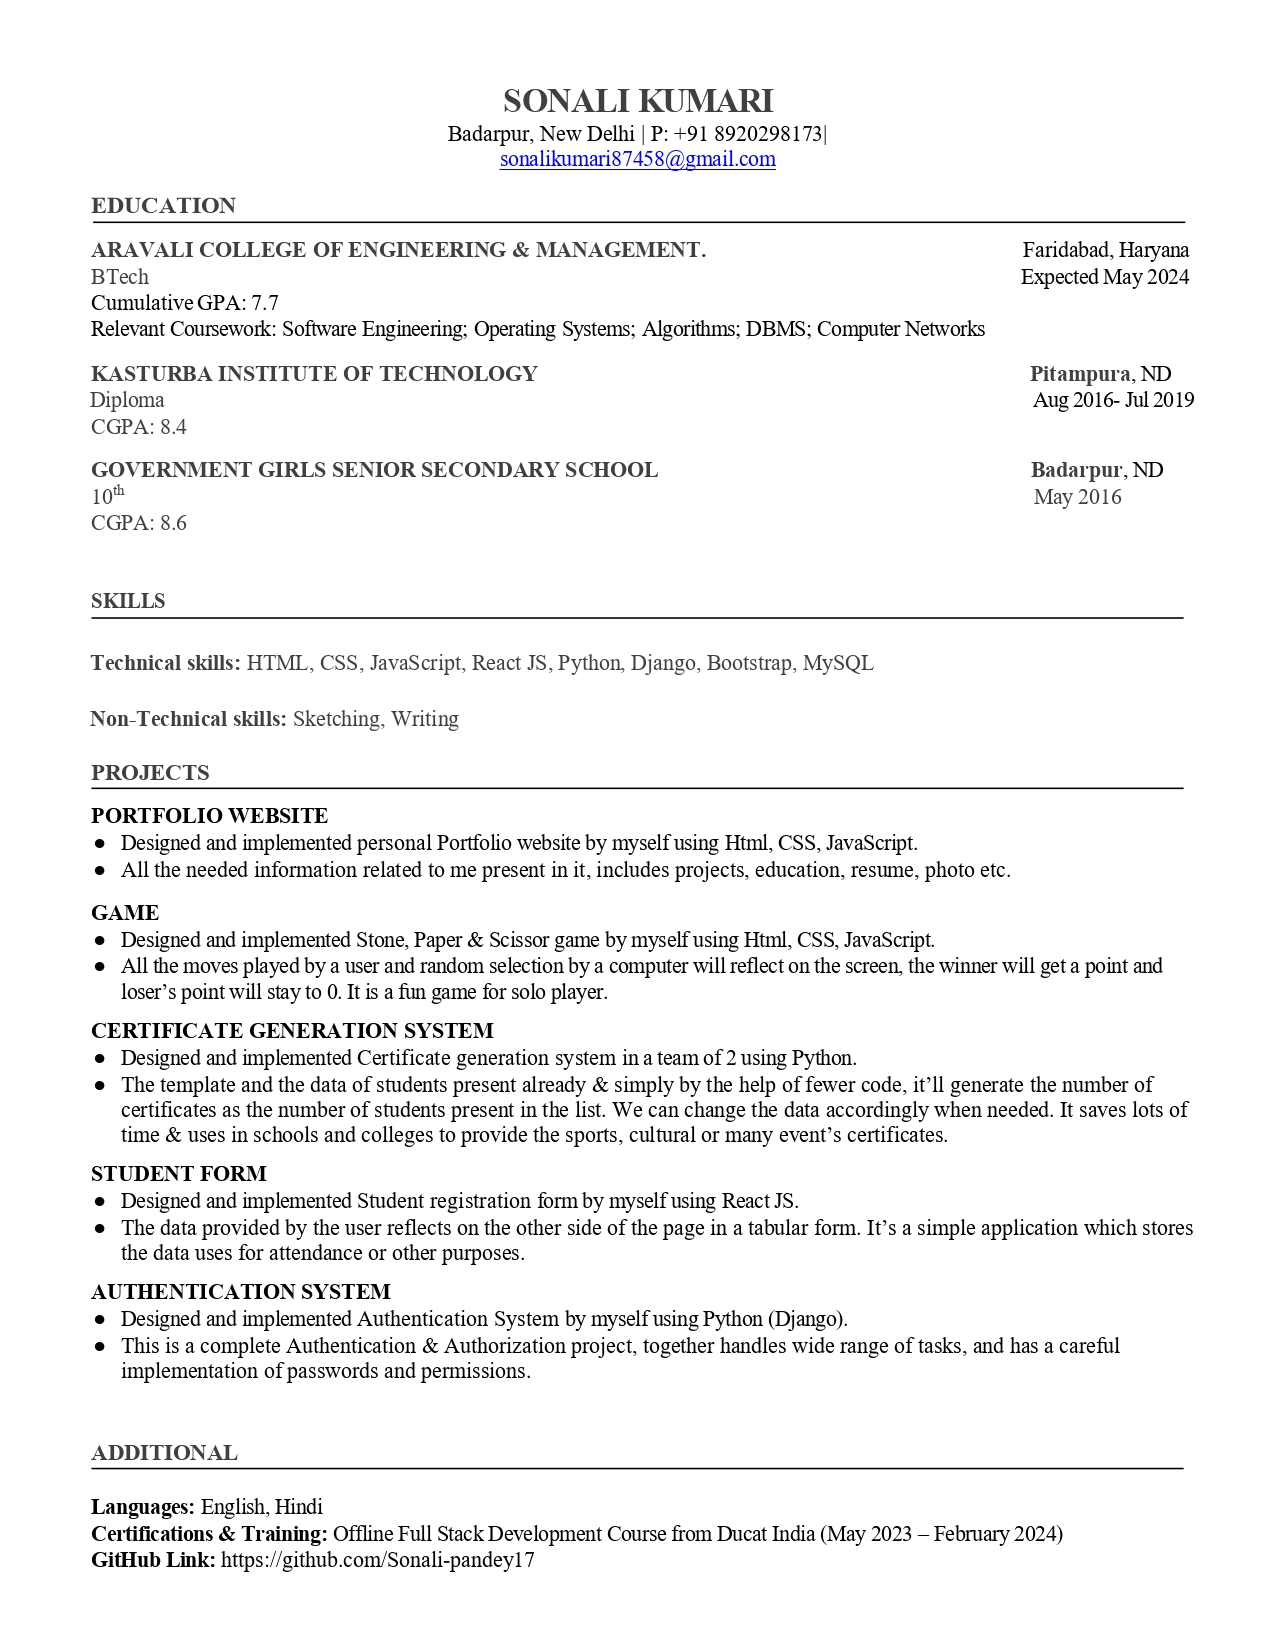 SONALI KUMARI
Badarpur, New Delhi | P: +91 8920298173|
sonalikumari87458@gmail.com
EDUCATION
ARAVALI COLLEGE OF ENGINEERING & MANAGEMENT. Faridabad, Haryana
BTech Expected May 2024
Cumulative GPA: 7.7
Relevant Coursework: Software Engineering; Operating Systems; Algorithms; DBMS; Computer Networks
KASTURBA INSTITUTE OF TECHNOLOGY Pitampura, ND
Diploma Aug 2016- Jul 2019
CGPA: 8.4
GOVERNMENT GIRLS SENIOR SECONDARY SCHOOL Badarpur, ND
10th May 2016
CGPA: 8.6
SKILLS
Technical skills: HTML, CSS, JavaScript, React JS, Python, Django, Bootstrap, MySQL
Non-Technical skills: Sketching, Writing
PROJECTS
PORTFOLIO WEBSITE
● Designed and implemented personal Portfolio website by myself using Html, CSS, JavaScript.
● All the needed information related to me present in it, includes projects, education, resume, photo etc.
GAME
● Designed and implemented Stone, Paper & Scissor game by myself using Html, CSS, JavaScript.
● All the moves played by a user and random selection by a computer will reflect on the screen, the winner will get a point and
loser’s point will stay to 0. It is a fun game for solo player.
CERTIFICATE GENERATION SYSTEM
● Designed and implemented Certificate generation system in a team of 2 using Python.
● The template and the data of students present already & simply by the help of fewer code, it’ll generate the number of
certificates as the number of students present in the list. We can change the data accordingly when needed. It saves lots of
time & uses in schools and colleges to provide the sports, cultural or many event’s certificates.
STUDENT FORM
● Designed and implemented Student registration form by myself using React JS.
● The data provided by the user reflects on the other side of the page in a tabular form. It’s a simple application which stores
the data uses for attendance or other purposes.
AUTHENTICATION SYSTEM
● Designed and implemented Authentication System by myself using Python (Django).
● This is a complete Authentication & Authorization project, together handles wide range of tasks, and has a careful
implementation of passwords and permissions.
ADDITIONAL
Languages: English, Hindi
Certifications & Training: Offline Full Stack Development Course from Ducat India (May 2023 – February 2024)
GitHub Link: https://github.com/Sonali-pandey17